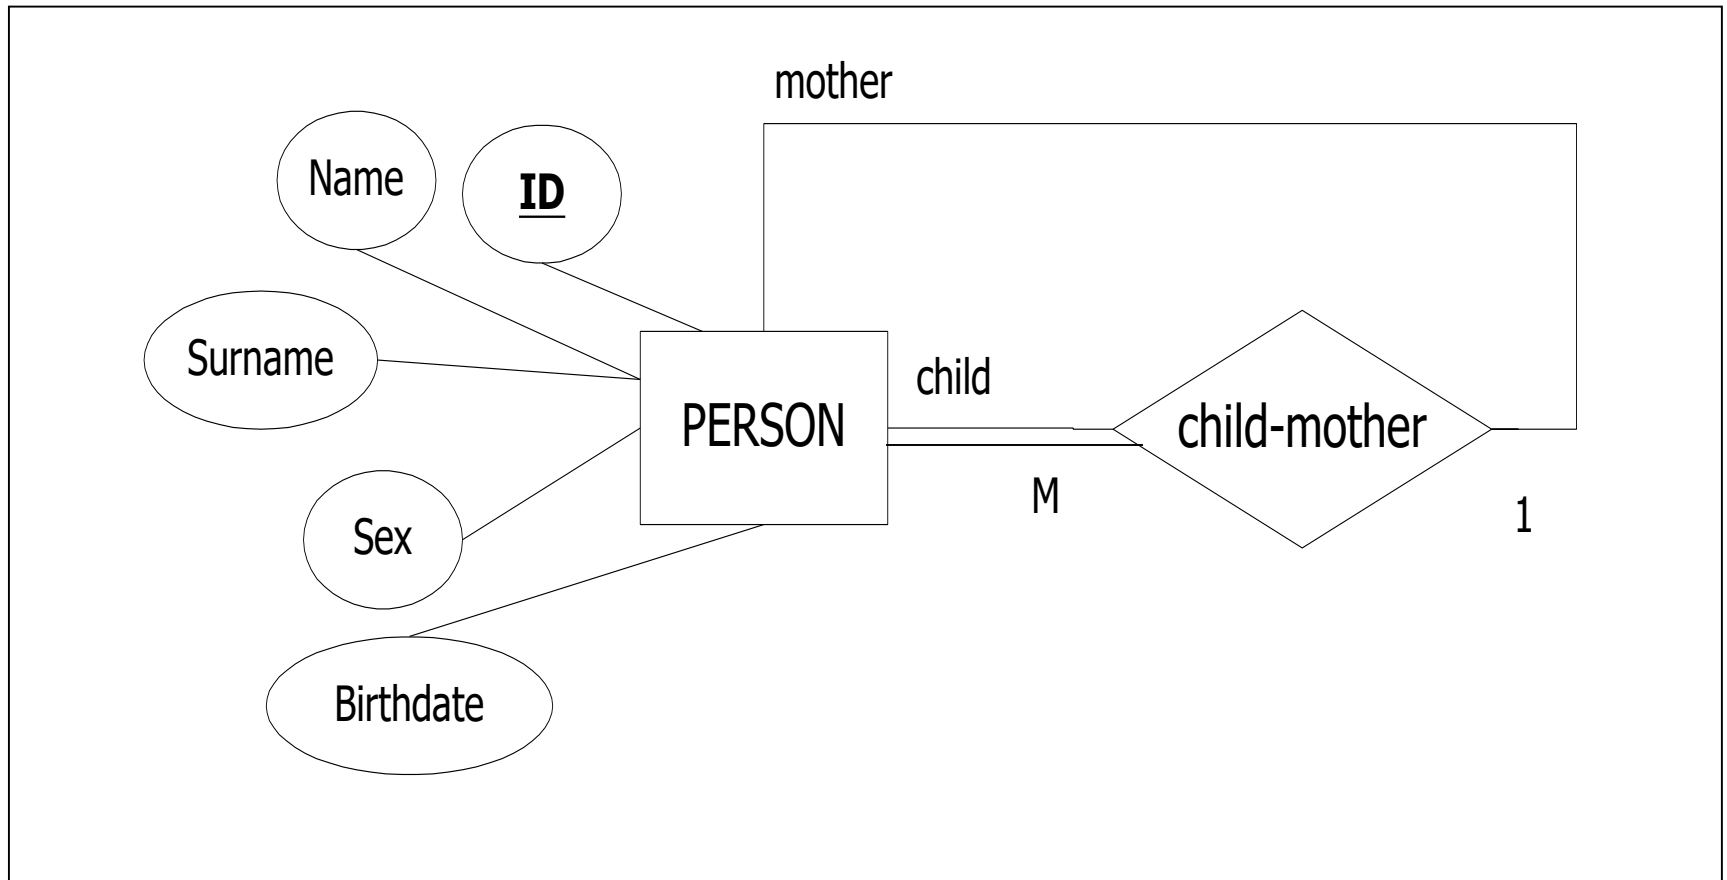 mother
Name
ID
Surname
child
PERSON
child-mother
M
1
Sex
Birthdate